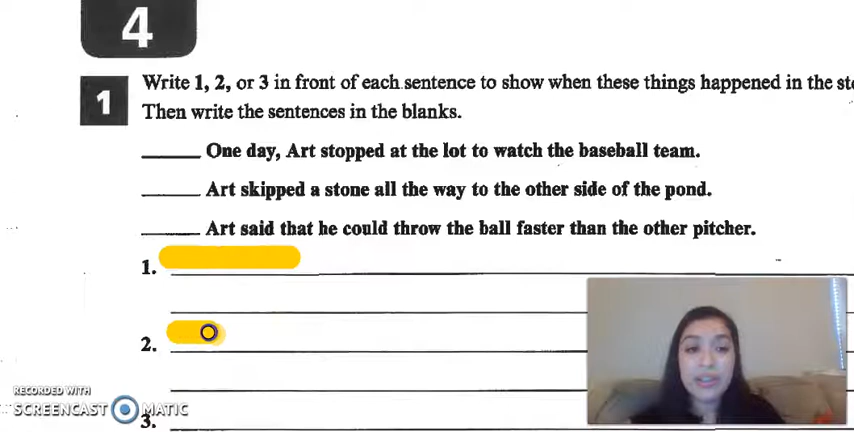 4
1
Write 1, 2, or 3 in front of each sentence to show when these things happened in the
Then write the sentences in the blanks.
One day, Art stopped at the lot to watch the baseball team.
Art skipped a stone all the way to the other side of the pond.
Art said that he could throw the ball faster than the other pitcher.
1.
2.
3.
RECORDED WITH
SCREENCAST MATIC